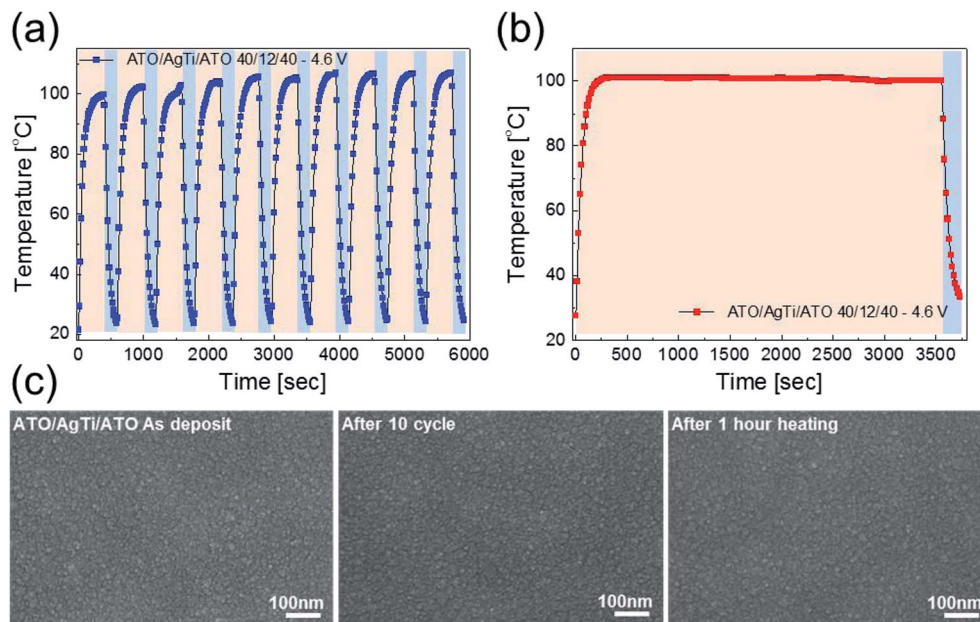 (a)
(b)
ATO/AgTi/ATO 40/12/40 - 4.6 V
Temperature [°C]
100
80
60
40
20
0
1000
2000
3000
4000
5000
6000
Time [sec]
Temperature [°C]
100
80
60
40
20
ATO/AgTi/ATO 40/12/40 - 4.6 V
0
500
1000
1500
2000
2500
3000
3500
Time [sec]
(c)
ATO/AgTi/ATO As deposit
100nm
After 10 cycle
100nm
After 1 hour heating
100nm